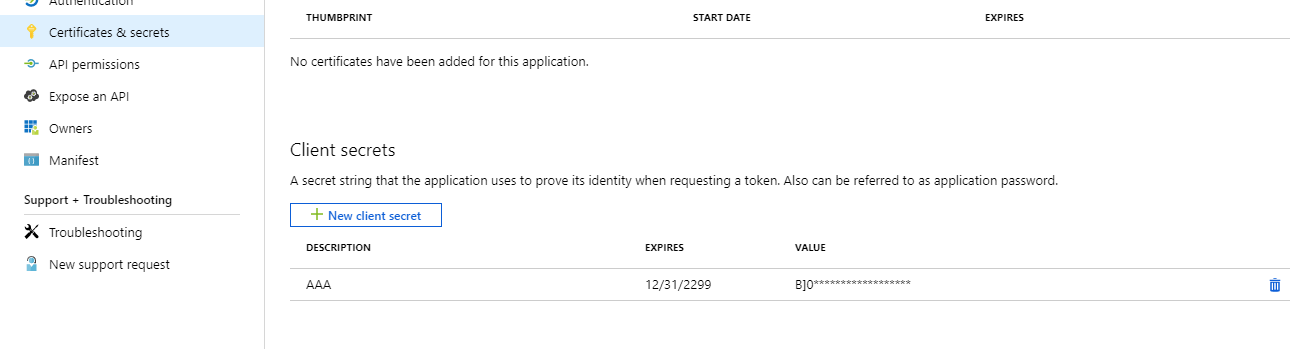 Authentication
Certificates & secrets
API permissions
Expose an API
Owners
Manifest
Support + Troubleshooting
Troubleshooting
New support request
THUMBPRINT START DATE EXPIRES
No certificates have been added for this application.
Client secrets
A secret string that the application uses to prove its identity when requesting a token. Also can be referred to as application password.
New client secret
DESCRIPTION EXPIRES VALUE
AAA 12/31/2299 B]0******************